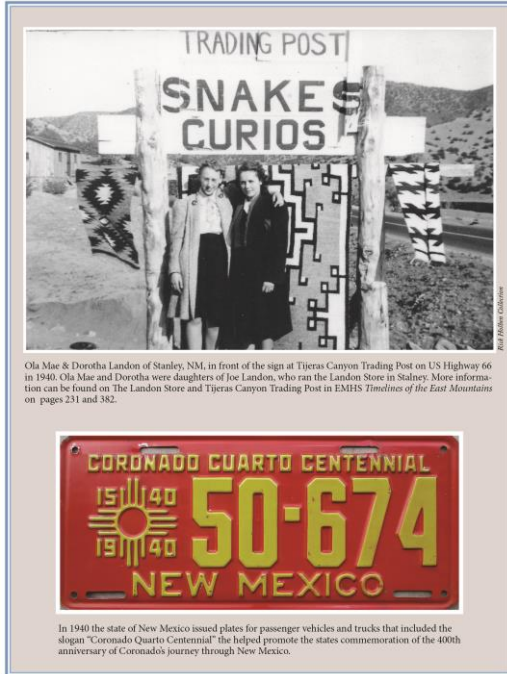 TRADING POST
SNAKES
CURIOS
Rick Holben Collection
Ola Mae & Dorotha Landon of Stanley, NM, in front of the sign at Tijeras Canyon Trading Post on US Highway 66
in 1940. Ola Mae and Dorotha were daughters of Joe Landon, who ran the Landon Store in Stalney. More informa-
tion can be found on The Landon Store and Tijeras Canyon Trading Post in EMHS Timelines of the East Mountains
on pages 231 and 382.
CORONADO CUARTO CENTENNIAL
15 40
19 40
50-674
NEW MEXICO
In 1940 the state of New Mexico issued plates for passenger vehicles and trucks that included the
slogan “Coronado Quarto Centennial” the helped promote the states commemoration of the 400th
anniversary of Coronado's journey through New Mexico.